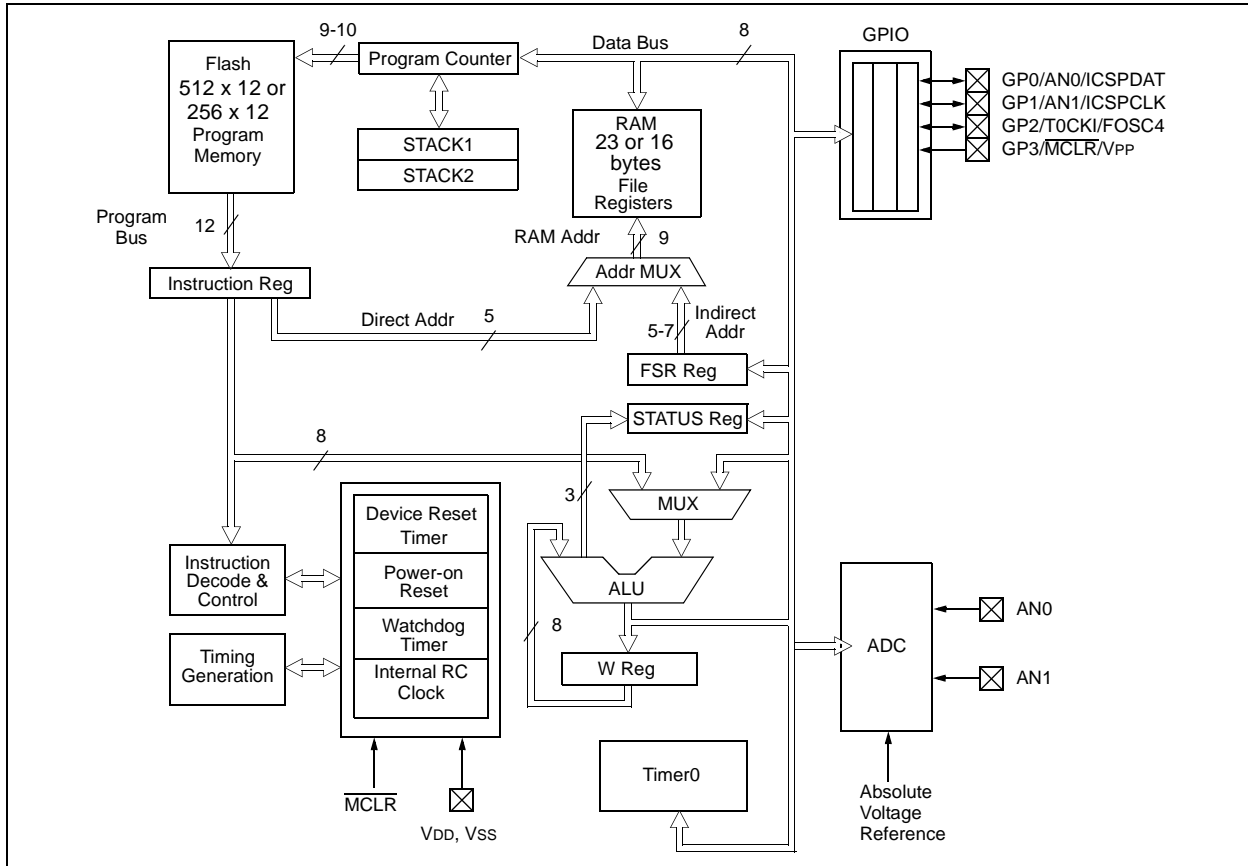 9-10
Flash
512 x 12 or
256 x 12
Program
Memory
Program Counter
STACK1
STACK2
Data Bus
8
RAM
23 or 16
bytes
File
Registers
GPIO
GP0/AN0/ICSPDAT
GP1/AN1/ICSPCLK
GP2/T0CKI/FOSC4
GP3/MCLR/VPP
Program
Bus
12
RAM Addr
9
Instruction Reg
Addr MUX
Direct Addr
5
5-7
Indirect
Addr
FSR Reg
STATUS Reg
8
3
MUX
Device Reset
Timer
Power-on
Reset
Watchdog
Timer
Internal RC
Clock
Instruction
Decode &
Control
Timing
Generation
ALU
8
W Reg
ADC
AN0
AN1
Timer0
MCLR
VDD, VSS
Absolute
Voltage
Reference